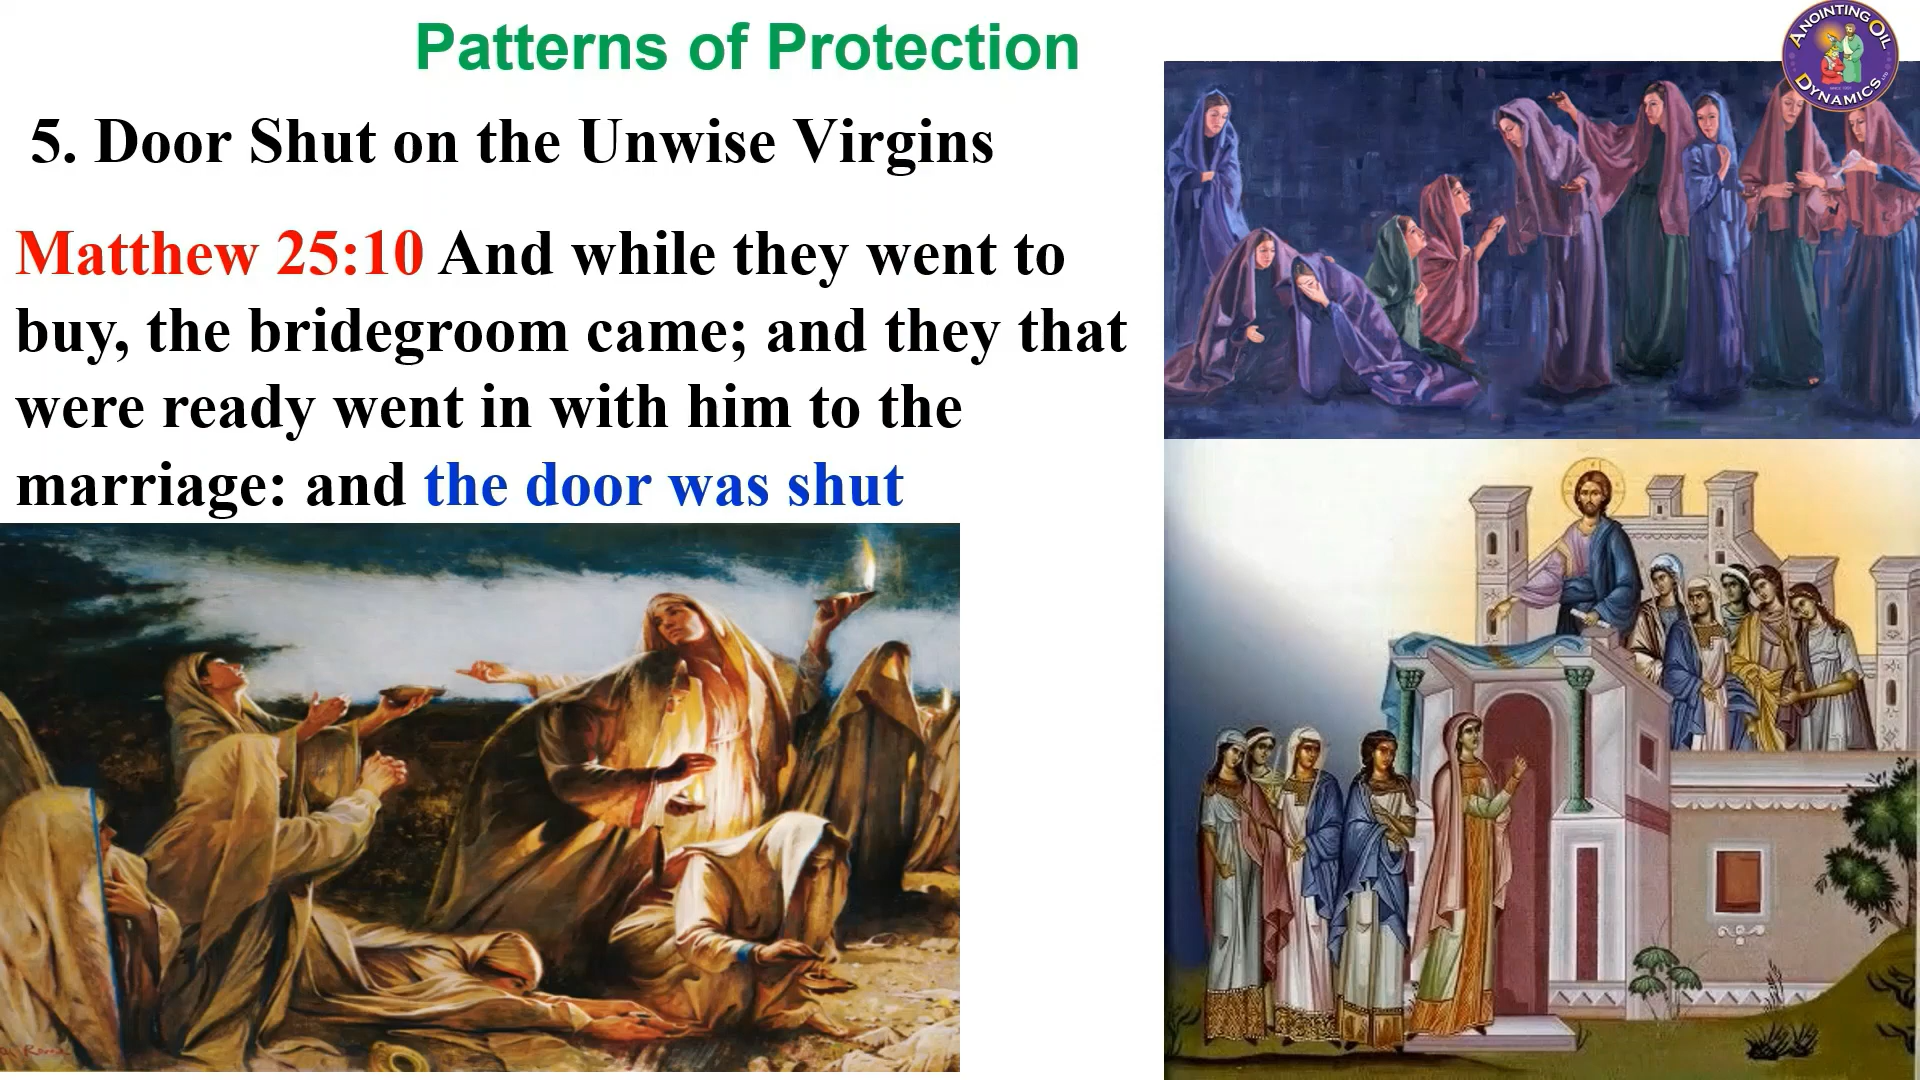 Patterns of Protection
ANOINTING OIL
DYNAMICS
5. Door Shut on the Unwise Virgins
Matthew 25:10 And while they went to
buy, the bridegroom came; and they that
were ready went in with him to the
marriage: and the door was shut